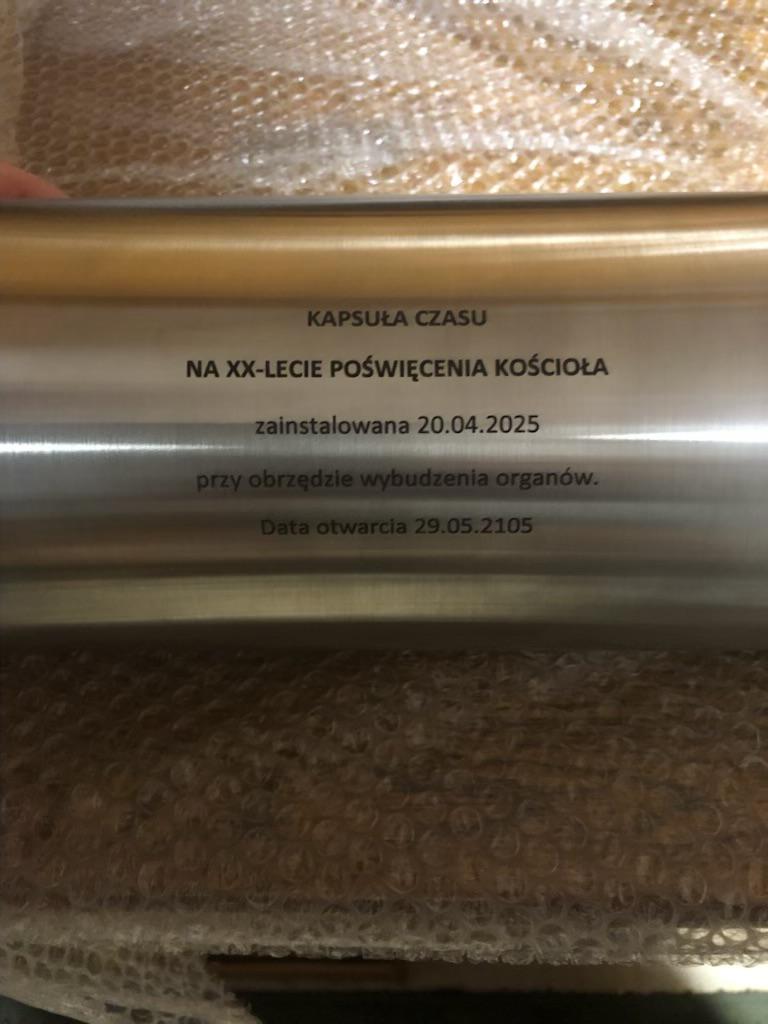 KAPSUŁA CZASU
NA XX-LECIE POŚWIĘCENIA KOŚCIOŁA
zainstalowana 20.04.2025
przy obrzędzie wybudzenia organów.
Data otwarcia 29.05.2105